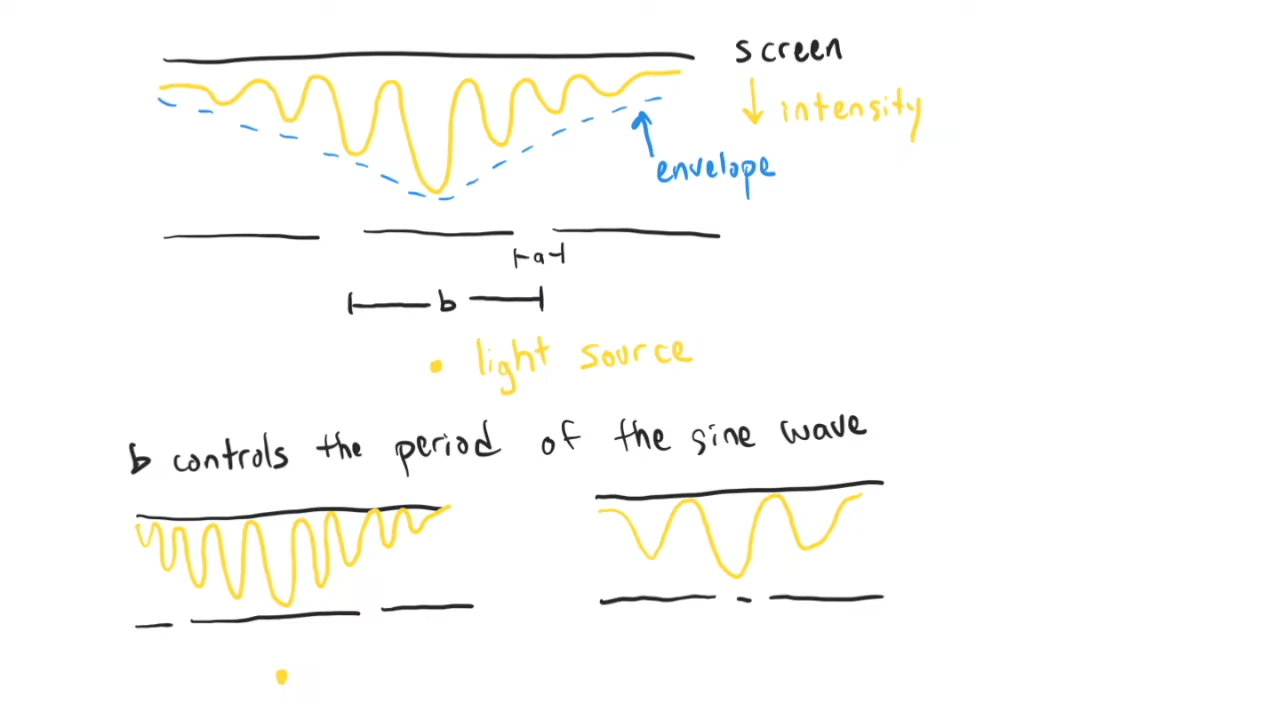 screen
↓ intensity
envelope
a
b
light source
b controls the period of the sine wave